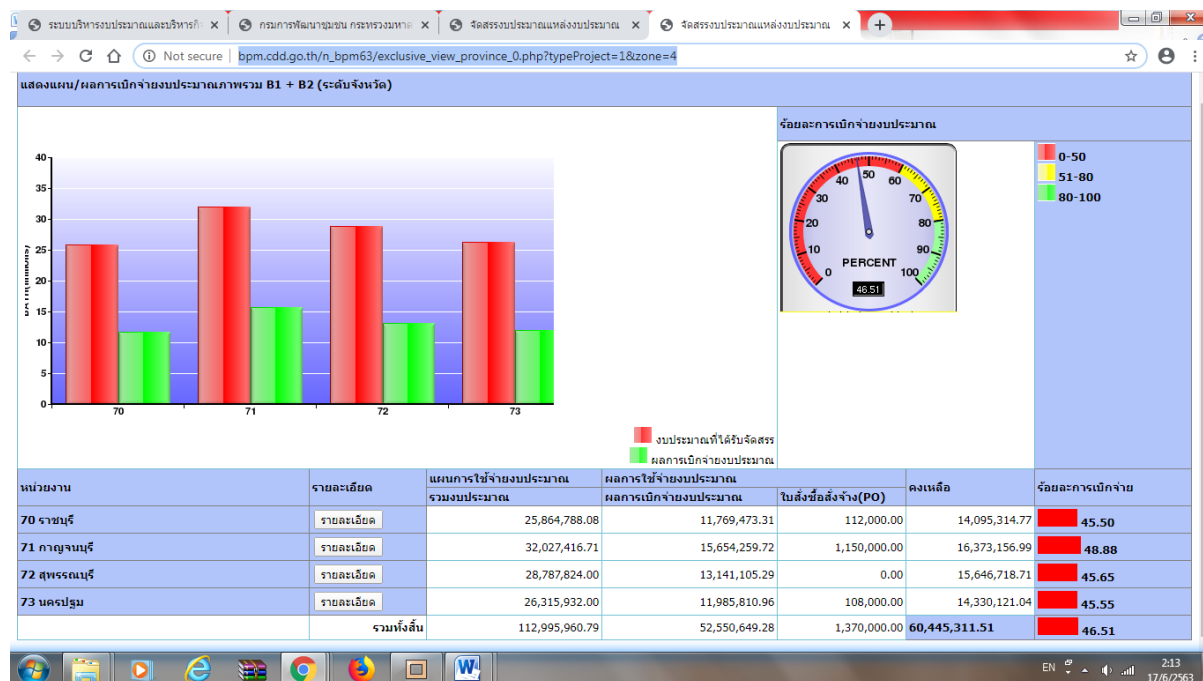 ระบบบริหารงบประมาณและบริหารกิ
กรมการพัฒนาชุมชน กระทรวงมหาด
จัดสรรงบประมาณแหล่งงบประมาณ
จัดสรรงบประมาณแหล่งงบประมาณ
Not secure | bpm.cdd.go.th/n_bpm63/exclusive_view_province_0.php?typeProject=1&zone=4
แสดงแผน/ผลการเบิกจ่ายงบประมาณภาพรวม B1 + B2 (ระดับจังหวัด)
ร้อยละการเบิกจ่ายงบประมาณ
40
35
30
25
20
15
10
5
0
70 71 72 73
0 10 20 30 40 50 60 70 80 90 100
PERCENT
46.51
0-50
51-80
80-100
งบประมาณที่ได้รับจัดสรร
ผลการเบิกจ่ายงบประมาณ
หน่วยงาน รายละเอียด แผนการใช้จ่ายงบประมาณ ผลการใช้จ่ายงบประมาณ คงเหลือ ร้อยละการเบิกจ่าย
รวมงบประมาณ ผลการเบิกจ่ายงบประมาณ ใบสั่งซื้อสั่งจ้าง(PO)
70 ราชบุรี รายละเอียด 25,864,788.08 11,769,473.31 112,000.00 14,095,314.77 45.50
71 กาญจนบุรี รายละเอียด 32,027,416.71 15,654,259.72 1,150,000.00 16,373,156.99 48.88
72 สุพรรณบุรี รายละเอียด 28,787,824.00 13,141,105.29 0.00 15,646,718.71 45.65
73 นครปฐม รายละเอียด 26,315,932.00 11,985,810.96 108,000.00 14,330,121.04 45.55
รวมทั้งสิ้น 112,995,960.79 52,550,649.28 1,370,000.00 60,445,311.51 46.51
EN 2:13
17/6/2563